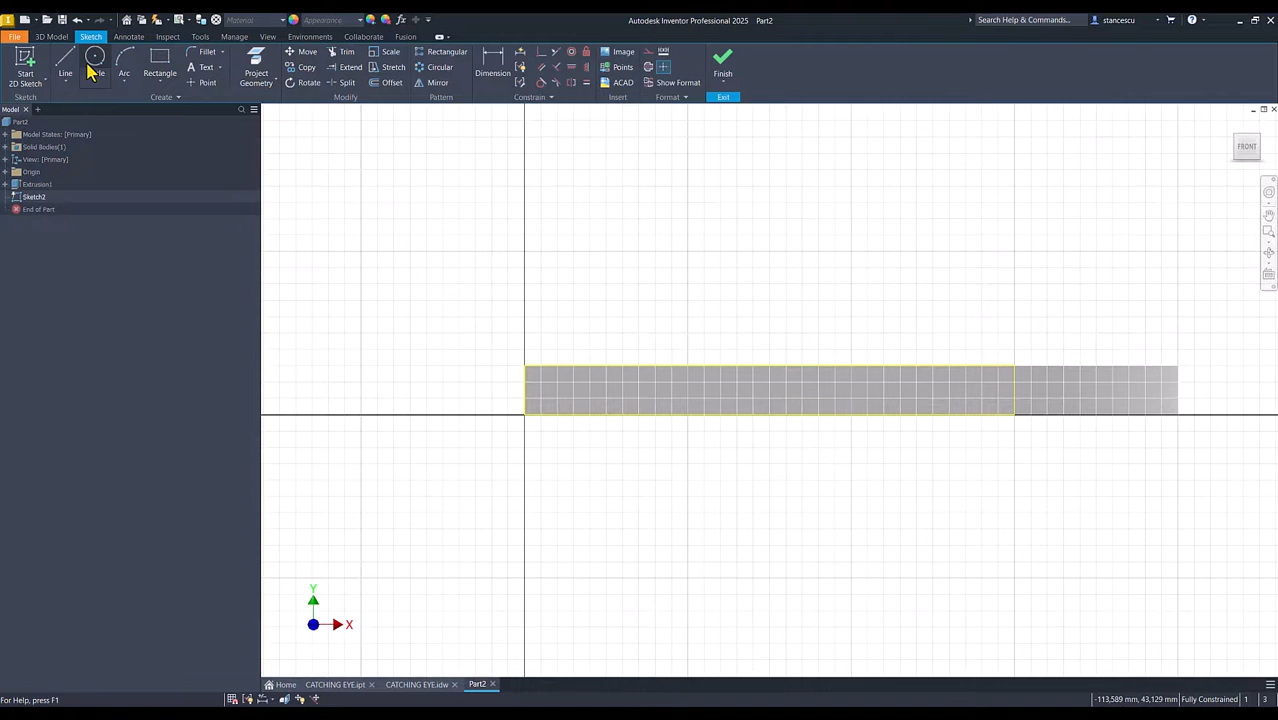 Material
Appearance
Autodesk Inventor Professional 2025 Part2
Search Help & Commands...
stancescu
File 3D Model Sketch Annotate Inspect Tools Manage View Environments Collaborate Fusion
Start 2D Sketch
Line
Arc
Rectangle
Fillet
Text
Point
Project Geometry
Move Trim Scale
Copy Extend Stretch
Rotate Split Offset
Rectangular
Circular
Mirror
Dimension
Image
Points
ACAD
Show Format
Finish
Sketch Create Modify Pattern Constrain Insert Format Exit
Model
Part2
Model States: [Primary]
Solid Bodies(1)
View: [Primary]
Origin
Extrusion1
Sketch2
End of Part
FRONT
Y
X
Home CATCHING EYE.ipt CATCHING EYE.idw Part2
For Help, press F1
-113,589 mm, 43,129 mm Fully Constrained 1 3